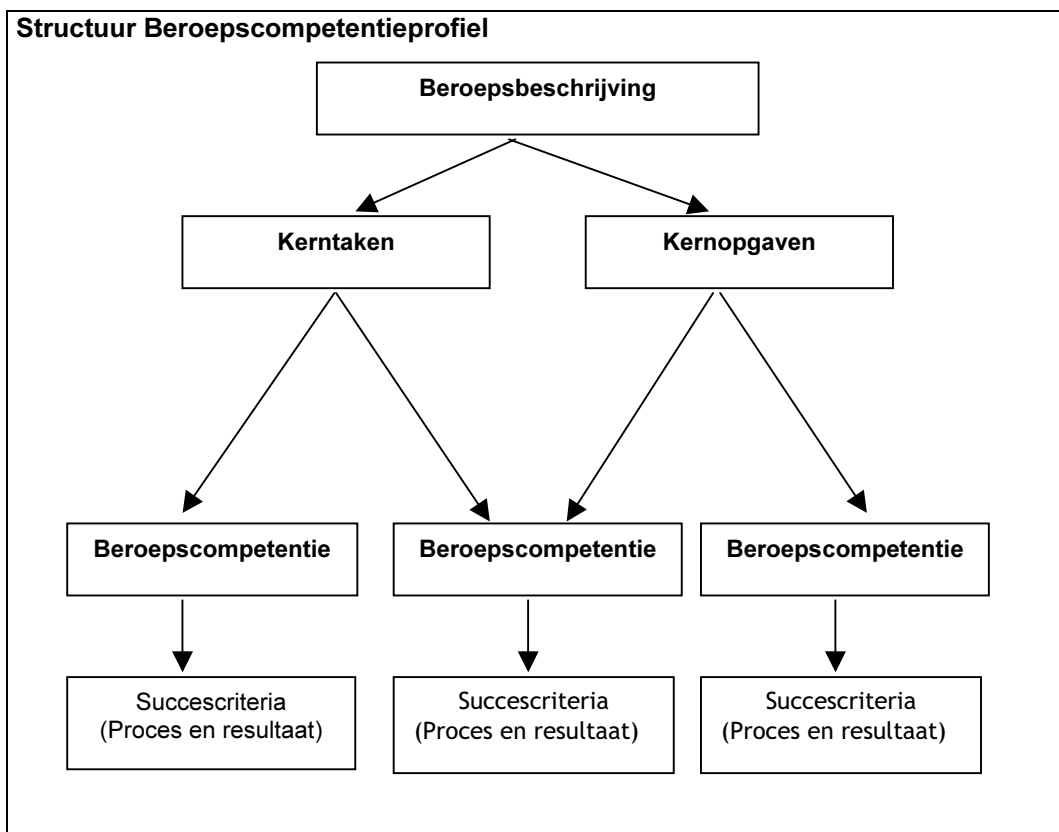 Structuur Beroepscompetentieprofiel
Beroepsbeschrijving
Kerntaken
Kernopgaven
Beroepscompetentie
Beroepscompetentie
Beroepscompetentie
Succescriteria
(Proces en resultaat)
Succescriteria
(Proces en resultaat)
Succescriteria
(Proces en resultaat)